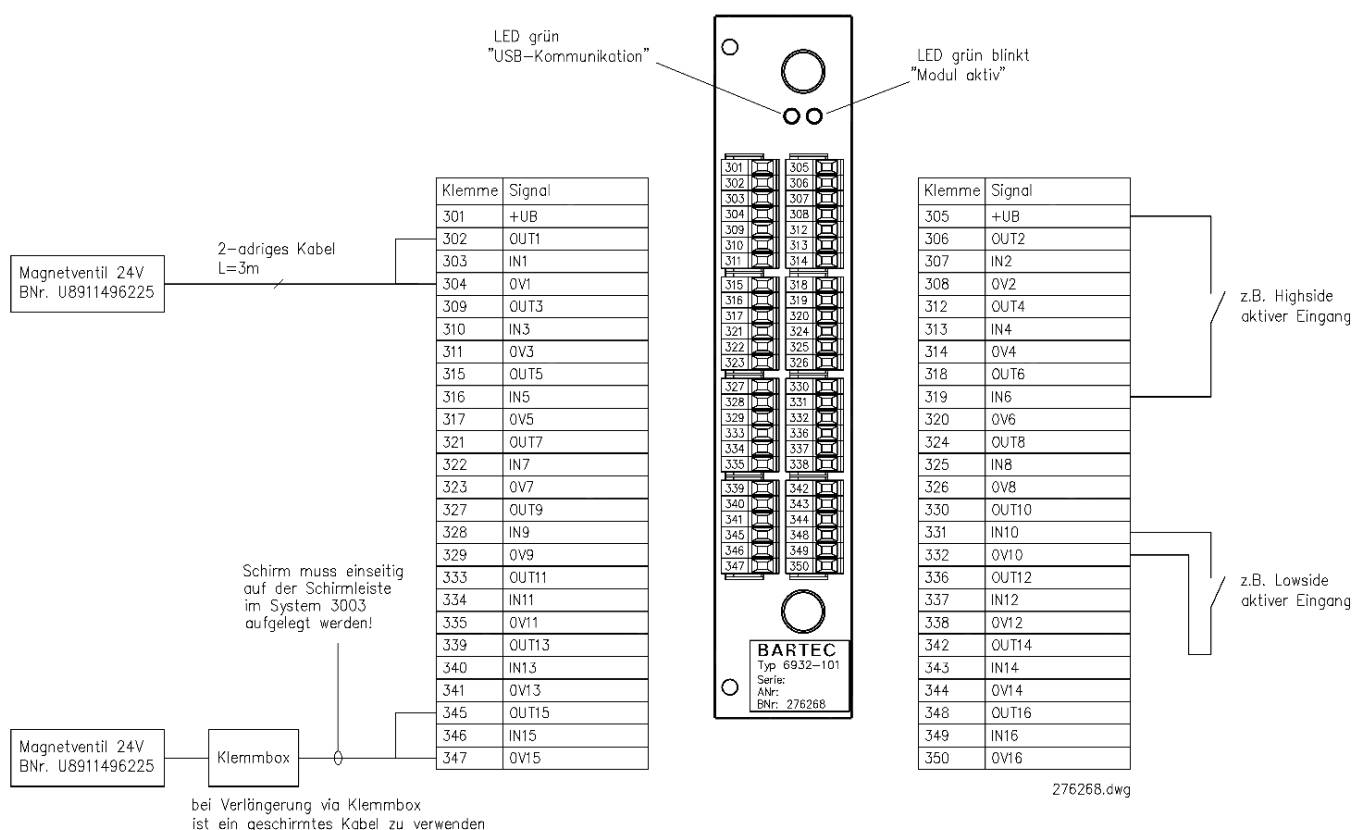 LED grün
"USB-Kommunikation"
LED grün blinkt
"Modul aktiv"
Klemme Signal
301 +UB
302 OUT1
303 IN1
304 0V1
309 OUT3
310 IN3
311 0V3
315 OUT5
316 IN5
317 0V5
321 OUT7
322 IN7
323 0V7
327 OUT9
328 IN9
329 0V9
333 OUT11
334 IN11
335 0V11
339 OUT13
340 IN13
341 0V13
345 OUT15
346 IN15
347 0V15
2-adriges Kabel
L=3m
Magnetventil 24V
BNr. U8911496225
Schirm muss einseitig
auf der Schirmleiste
im System 3003
aufgelegt werden!
Magnetventil 24V
BNr. U8911496225
Klemmbox
bei Verlängerung via Klemmbox
ist ein geschirmtes Kabel zu verwenden
301 305
302 306
303 307
304 308
309 312
310 313
311 314
315 318
316 319
317 320
321 324
322 325
323 326
327 330
328 331
329 332
333 336
334 337
335 338
339 342
340 343
341 344
345 348
346 349
347 350
BARTEC
Typ 6932-101
Serie:
ANr:
BNr: 276268
Klemme Signal
305 +UB
306 OUT2
307 IN2
308 0V2
312 OUT4
313 IN4
314 0V4
318 OUT6
319 IN6
320 0V6
324 OUT8
325 IN8
326 0V8
330 OUT10
331 IN10
332 0V10
336 OUT12
337 IN12
338 0V12
342 OUT14
343 IN14
344 0V14
348 OUT16
349 IN16
350 0V16
z.B. Highside
aktiver Eingang
z.B. Lowside
aktiver Eingang
276268.dwg